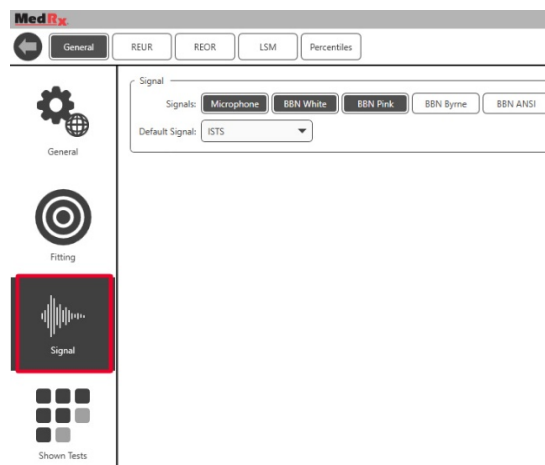 MedRx
General REUR REOR LSM Percentiles
Signal
Signals: Microphone BBN White BBN Pink BBN Byrne BBN ANSI
Default Signal: ISTS
General
Fitting
Signal
Shown Tests